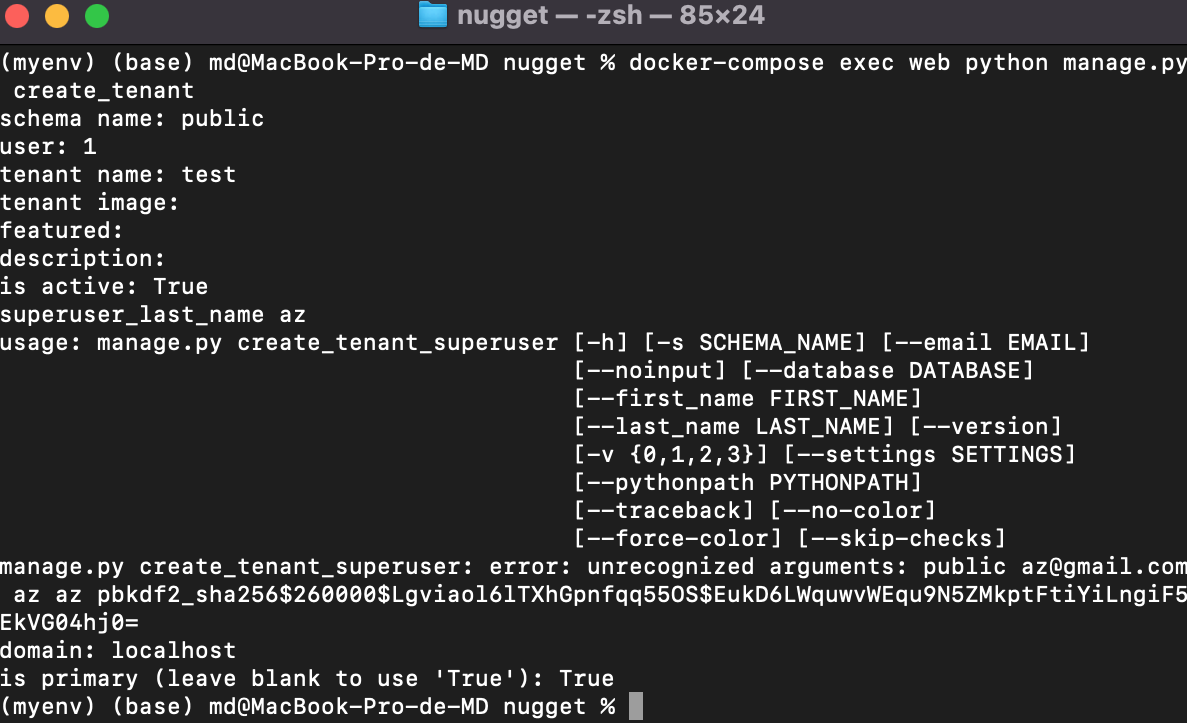 nugget — -zsh — 85×24
(myenv) (base) md@MacBook-Pro-de-MD nugget % docker-compose exec web python manage.py
 create_tenant
schema name: public
user: 1
tenant name: test
tenant image:
featured:
description:
is active: True
superuser_last_name az
usage: manage.py create_tenant_superuser [-h] [-s SCHEMA_NAME] [--email EMAIL]
                                         [--noinput] [--database DATABASE]
                                         [--first_name FIRST_NAME]
                                         [--last_name LAST_NAME] [--version]
                                         [-v {0,1,2,3}] [--settings SETTINGS]
                                         [--pythonpath PYTHONPATH]
                                         [--traceback] [--no-color]
                                         [--force-color] [--skip-checks]
manage.py create_tenant_superuser: error: unrecognized arguments: public az@gmail.com
 az az pbkdf2_sha256$260000$Lgviaol6lTXhGpnfqq55OS$EukD6LWquwvWEqu9N5ZMkptFtiYiLngiF5
EkVG04hj0=
domain: localhost
is primary (leave blank to use 'True'): True
(myenv) (base) md@MacBook-Pro-de-MD nugget %